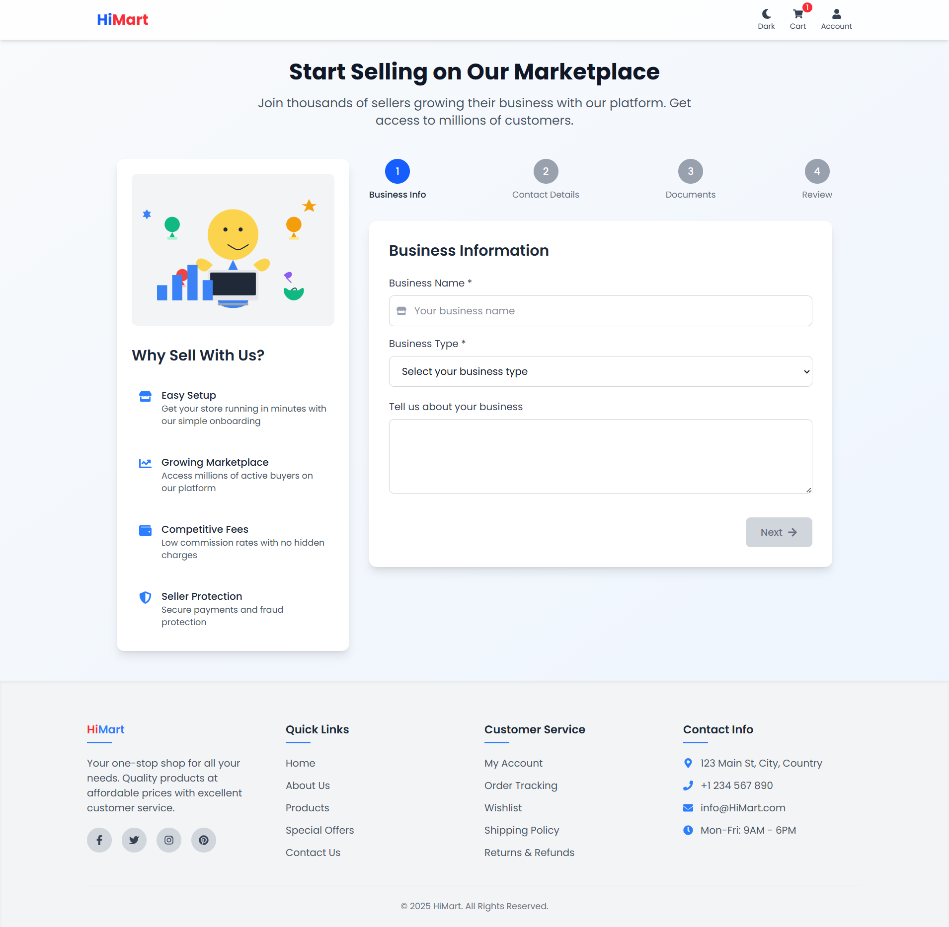 HiMart
Dark
Cart
1
Account
Start Selling on Our Marketplace
Join thousands of sellers growing their business with our platform. Get
access to millions of customers.
1
Business Info
2
Contact Details
3
Documents
4
Review
Why Sell With Us?
Easy Setup
Get your store running in minutes with
our simple onboarding
Growing Marketplace
Access millions of active buyers on
our platform
Competitive Fees
Low commission rates with no hidden
charges
Seller Protection
Secure payments and fraud
protection
Business Information
Business Name *
Your business name
Business Type *
Select your business type
Tell us about your business
Next
HiMart
Your one-stop shop for all your
needs. Quality products at
affordable prices with excellent
customer service.
Quick Links
Home
About Us
Products
Special Offers
Contact Us
Customer Service
My Account
Order Tracking
Wishlist
Shipping Policy
Returns & Refunds
Contact Info
123 Main St, City, Country
+1 234 567 890
info@HiMart.com
Mon-Fri: 9AM - 6PM
© 2025 HiMart. All Rights Reserved.